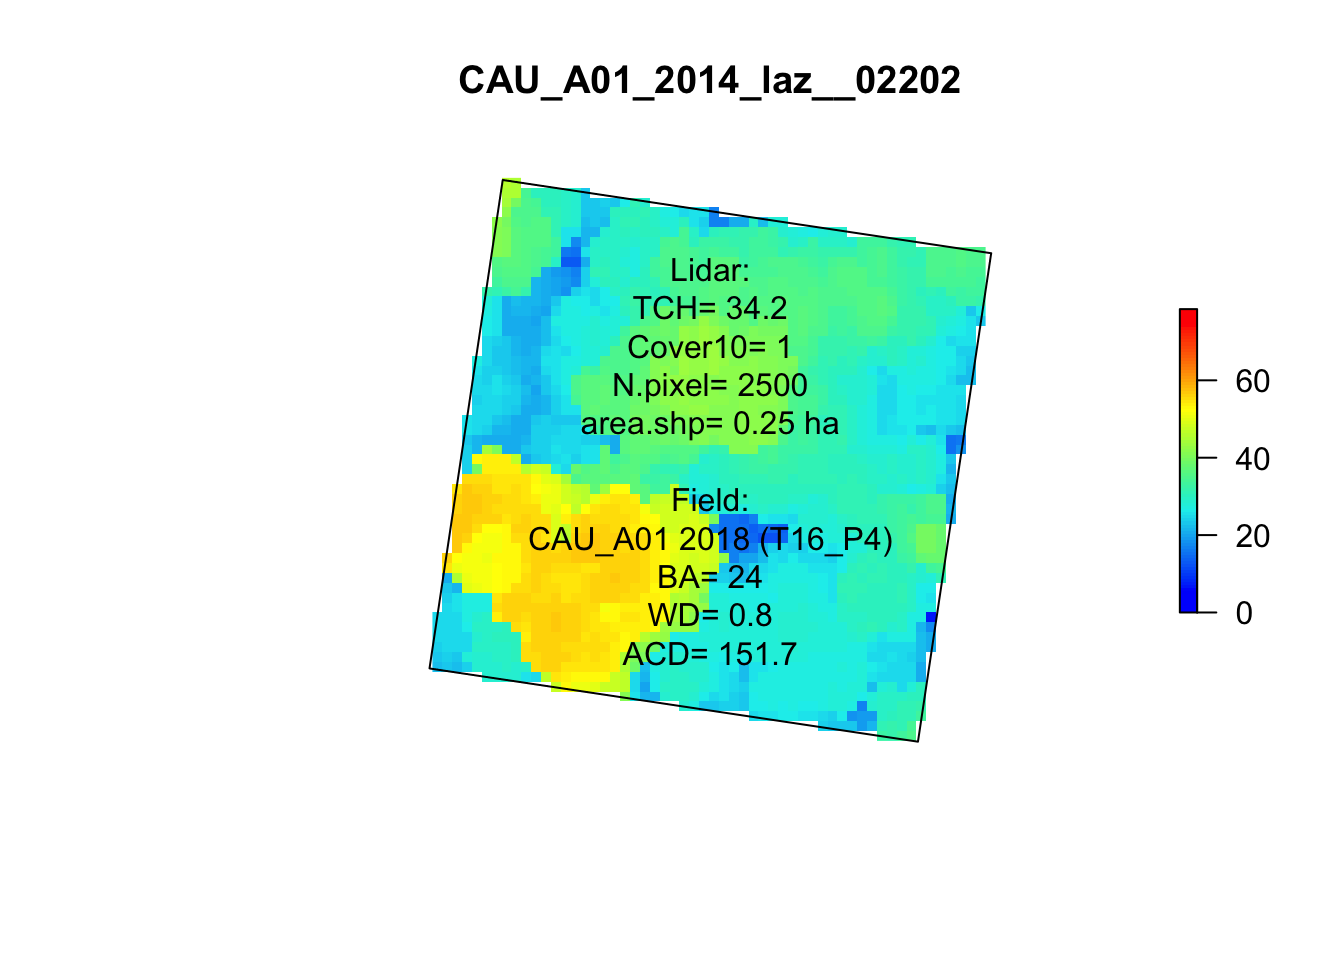 CAU_A01_2014_laz__02202
Lidar:
TCH= 34.2
Cover10= 1
N.pixel= 2500
area.shp= 0.25 ha
Field:
CAU_A01 2018 (T16_P4)
BA= 24
WD= 0.8
ACD= 151.7
60
40
20
0